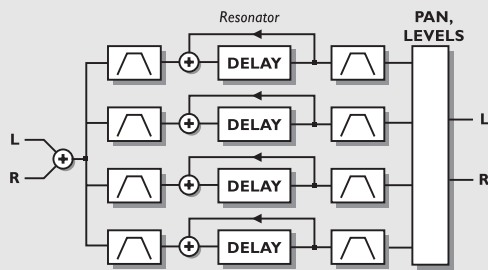 Resonator
PAN,
LEVELS
DELAY
DELAY
L
L
+
R
R
DELAY
DELAY